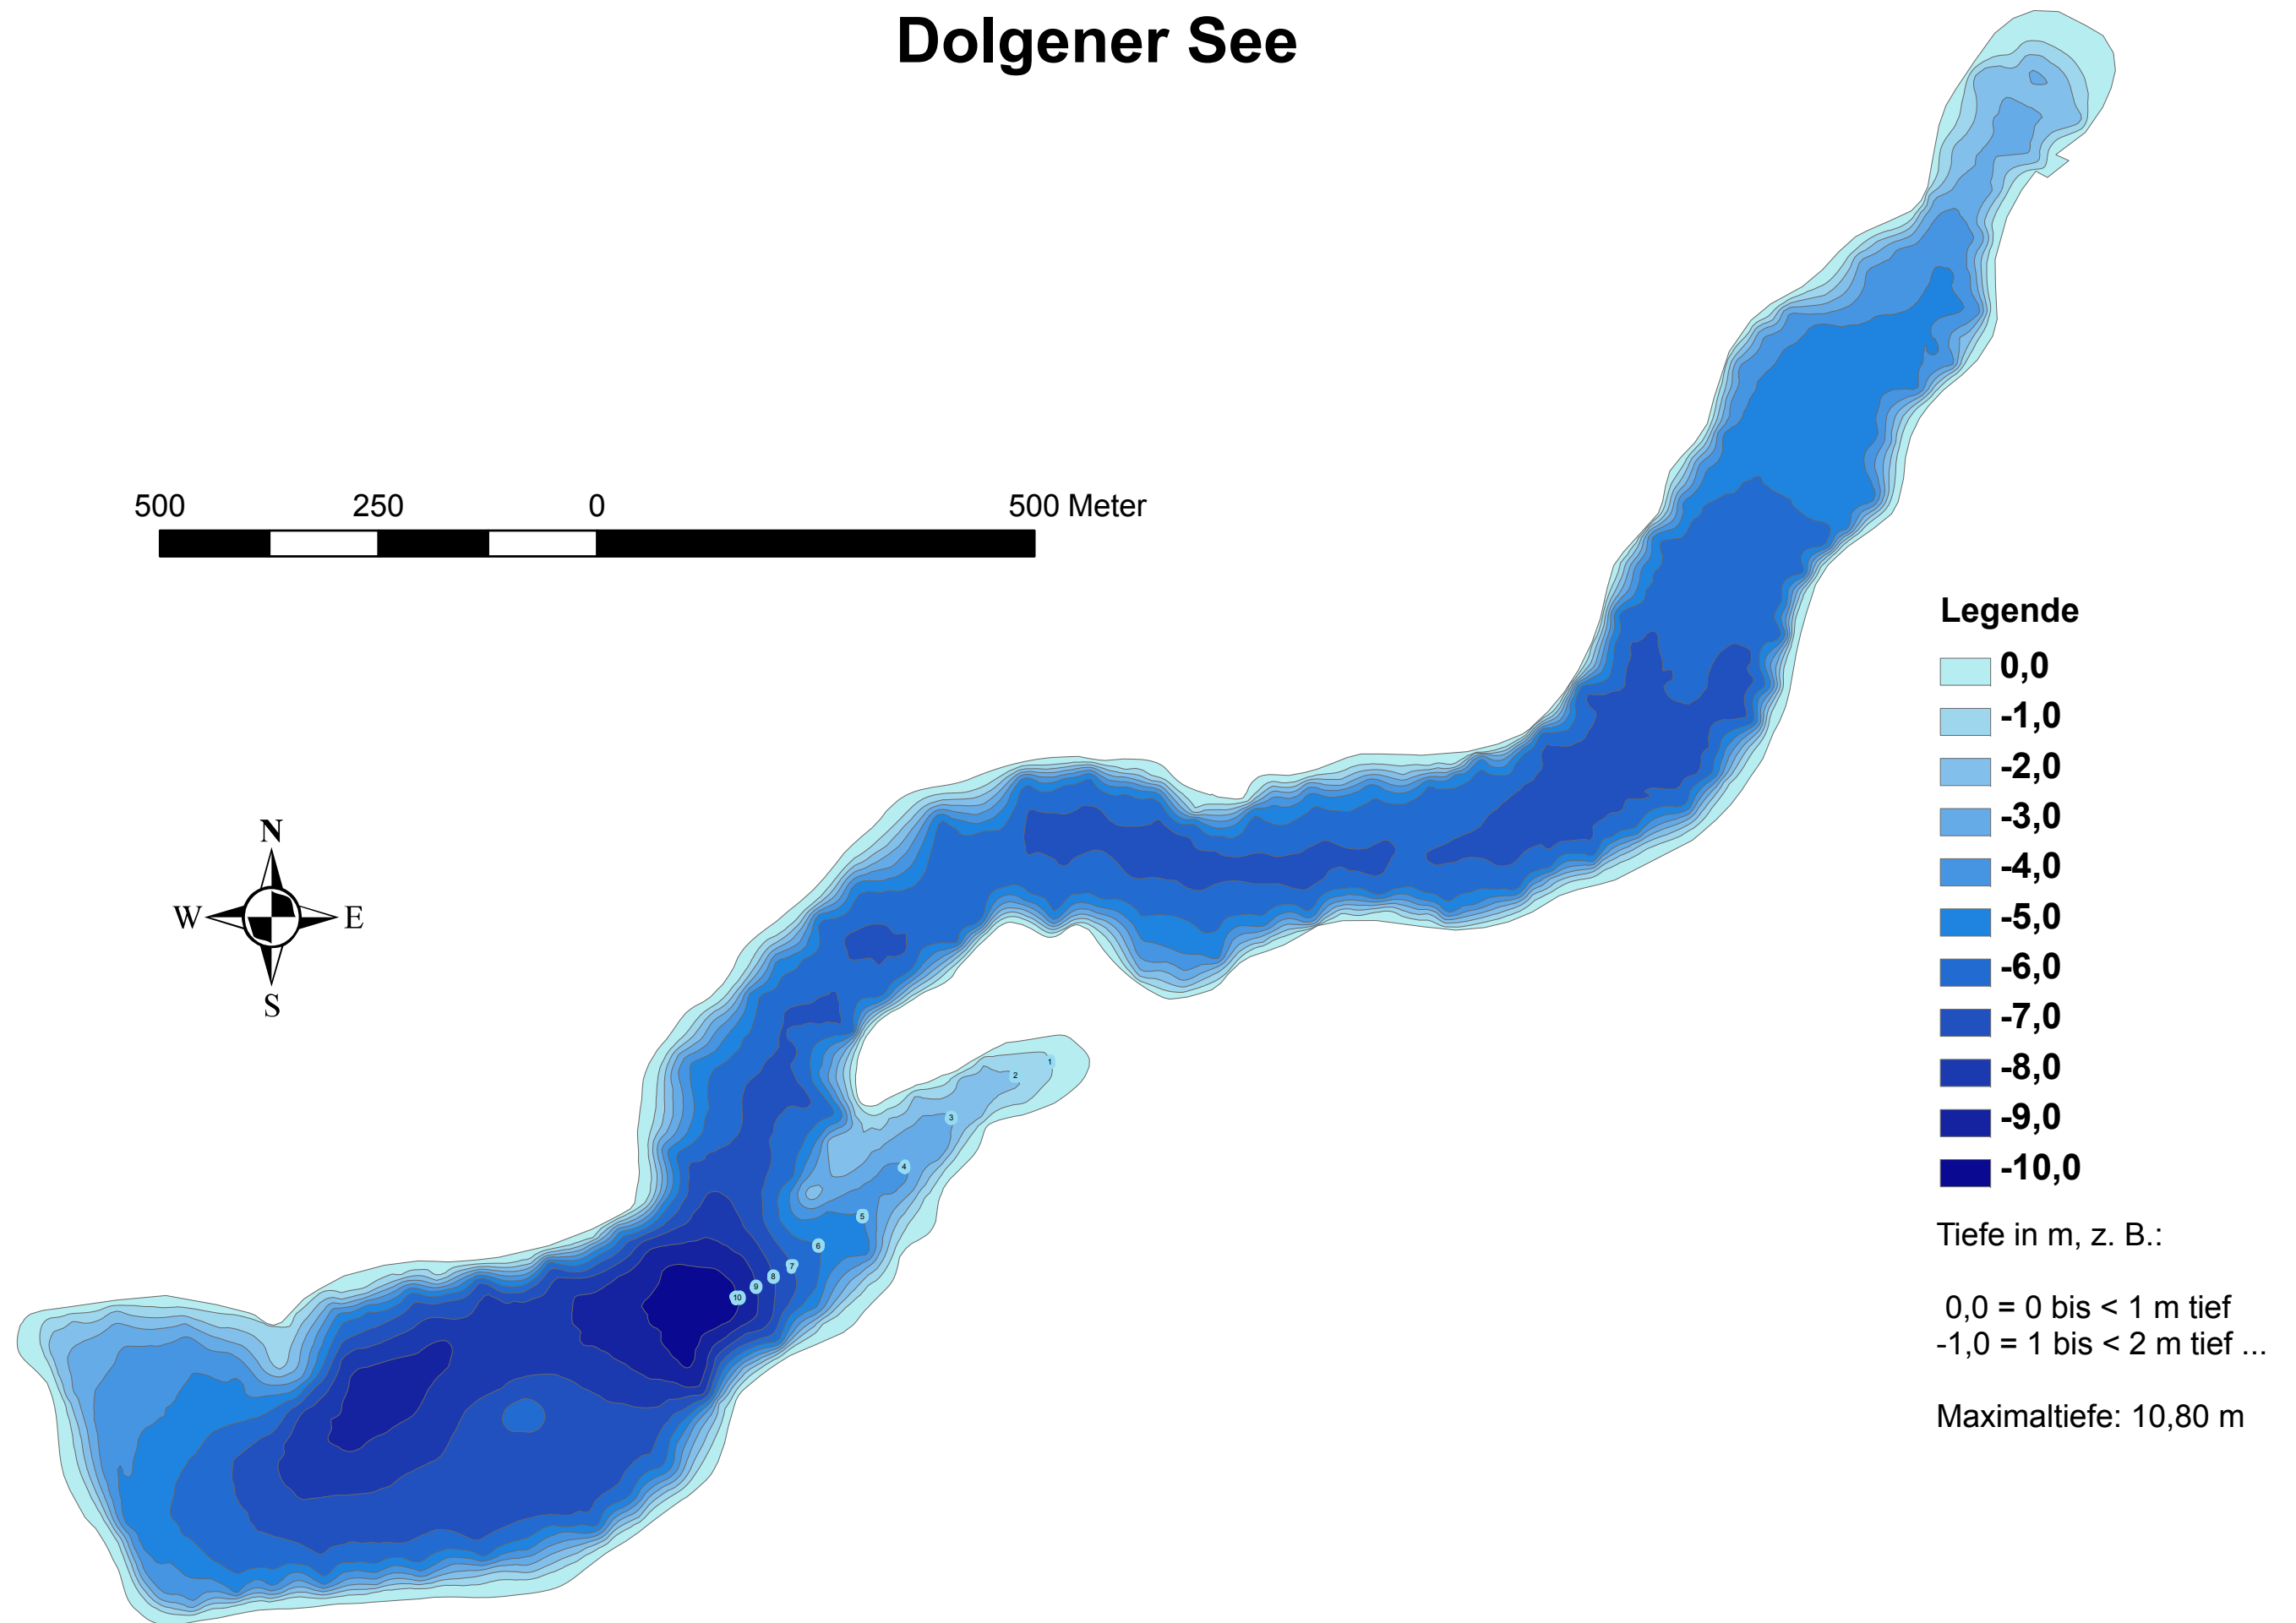 Dolgener See
500 250 0 500 Meter
N
W E
S
Legende
0,0
-1,0
-2,0
-3,0
-4,0
-5,0
-6,0
-7,0
-8,0
-9,0
-10,0
Tiefe in m, z. B.:
0,0 = 0 bis < 1 m tief
-1,0 = 1 bis < 2 m tief ...
Maximaltiefe: 10,80 m
1
2
3
4
5
6
7
8
9
10